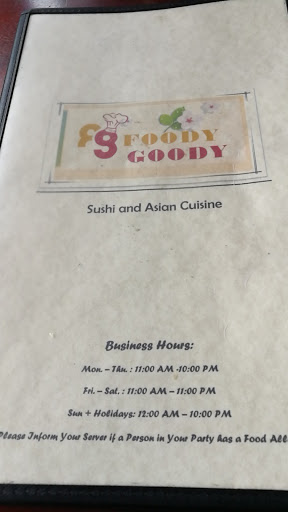 fg FOODY
GOODY
Sushi and Asian Cuisine
Business Hours:
Mon. – Thu. : 11:00 AM -10:00 PM
Fri. – Sat. : 11:00 AM – 11:00 PM
Sun + Holidays: 12:00 AM – 10:00 PM
Please Inform Your Server if a Person in Your Party has a Food All